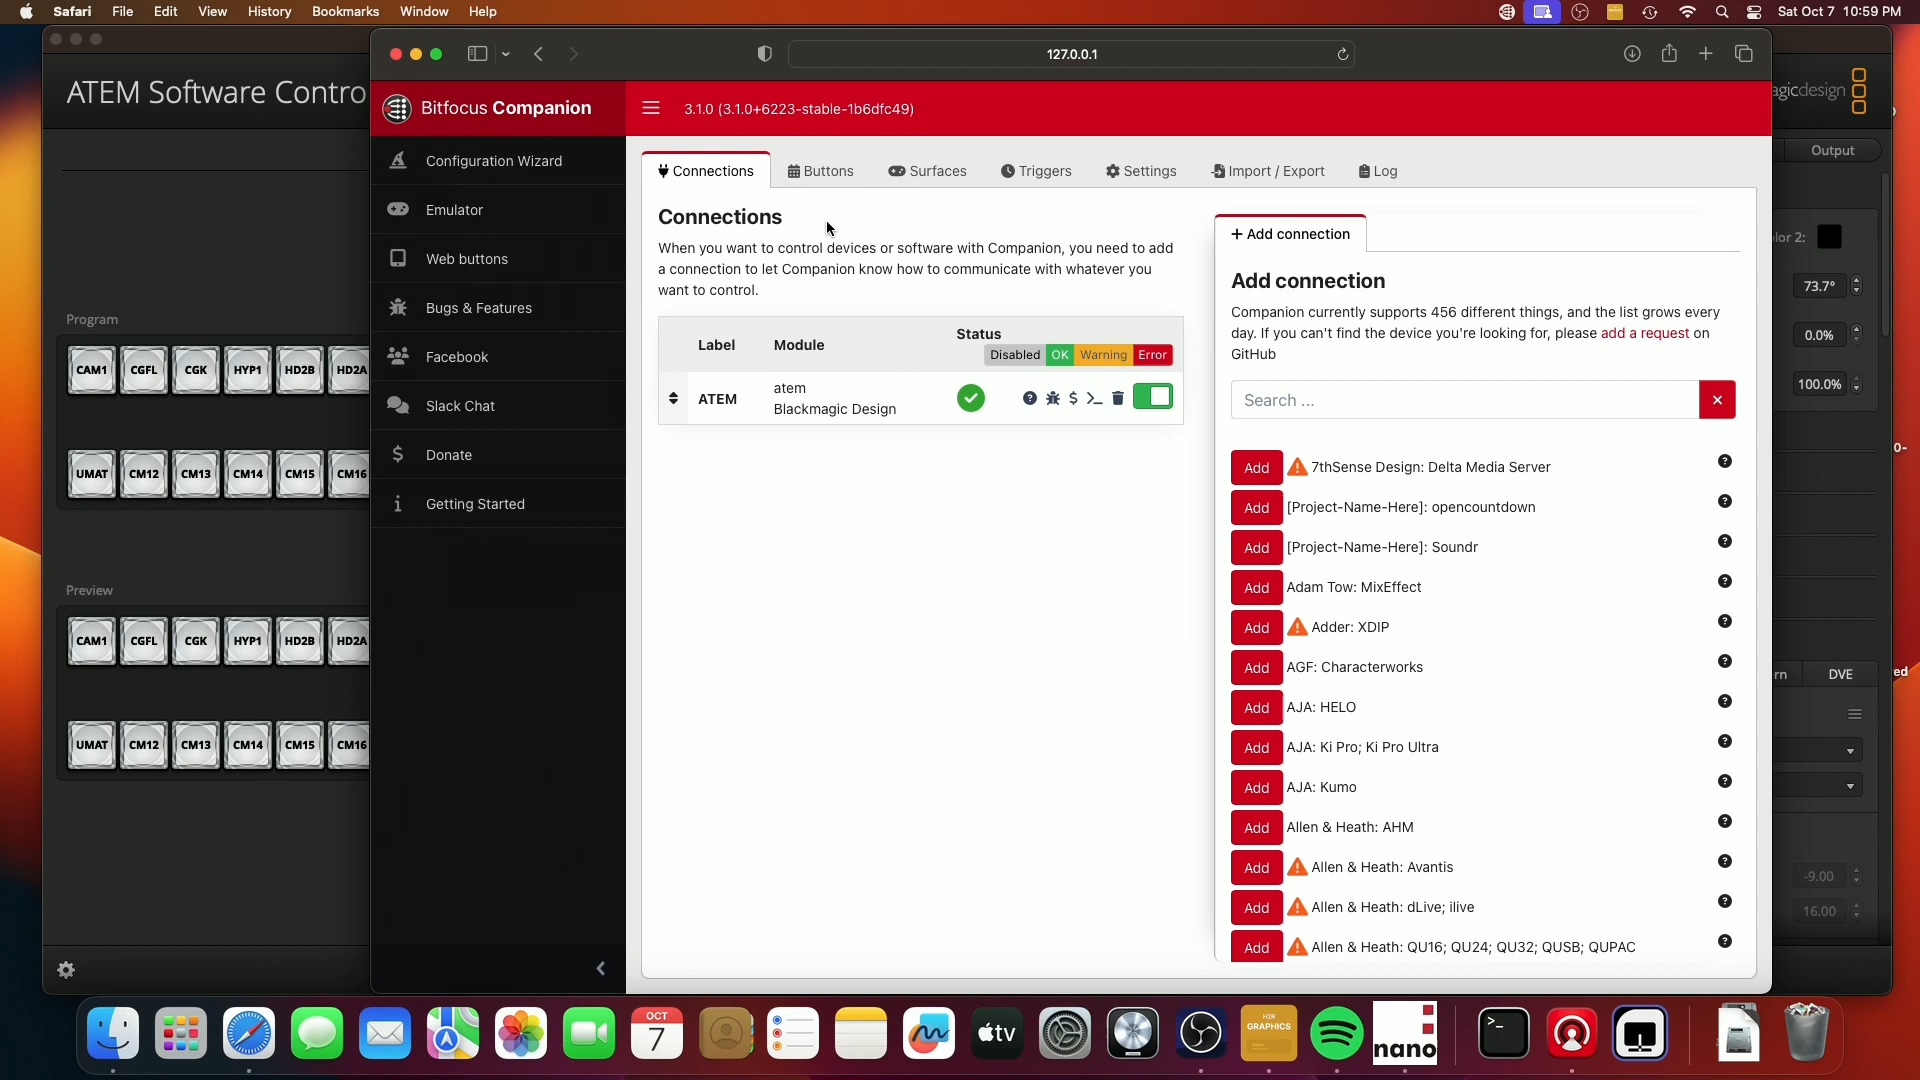 Safari File Edit View History Bookmarks Window Help
Sat Oct 7 10:59 PM
ATEM Software Contro
agicdesign
127.0.0.1
Bitfocus Companion
3.1.0 (3.1.0+6223-stable-1b6dfc49)
Configuration Wizard
Emulator
Web buttons
Bugs & Features
Facebook
Slack Chat
Donate
Getting Started
Connections Buttons Surfaces Triggers Settings Import / Export Log
Connections
When you want to control devices or software with Companion, you need to add
a connection to let Companion know how to communicate with whatever you
want to control.
Label Module Status
Disabled OK Warning Error
ATEM
atem
Blackmagic Design
+ Add connection
Add connection
Companion currently supports 456 different things, and the list grows every
day. If you can't find the device you're looking for, please add a request on
GitHub
Search ...
Add 7thSense Design: Delta Media Server
Add [Project-Name-Here]: opencountdown
Add [Project-Name-Here]: Soundr
Add Adam Tow: MixEffect
Add Adder: XDIP
Add AGF: Characterworks
Add AJA: HELO
Add AJA: Ki Pro; Ki Pro Ultra
Add AJA: Kumo
Add Allen & Heath: AHM
Add Allen & Heath: Avantis
Add Allen & Heath: dLive; ilive
Add Allen & Heath: QU16; QU24; QU32; QUSB; QUPAC
Program
CAM1 CGFL CGK HYP1 HD2B HD2A
UMAT CM12 CM13 CM14 CM15 CM16
Preview
CAM1 CGFL CGK HYP1 HD2B HD2A
UMAT CM12 CM13 CM14 CM15 CM16
Output
lor 2:
73.7°
0.0%
100.0%
0-
ed
rn DVE
-9.00
16.00
OCT
7
tv
H2R
GRAPHICS
nano